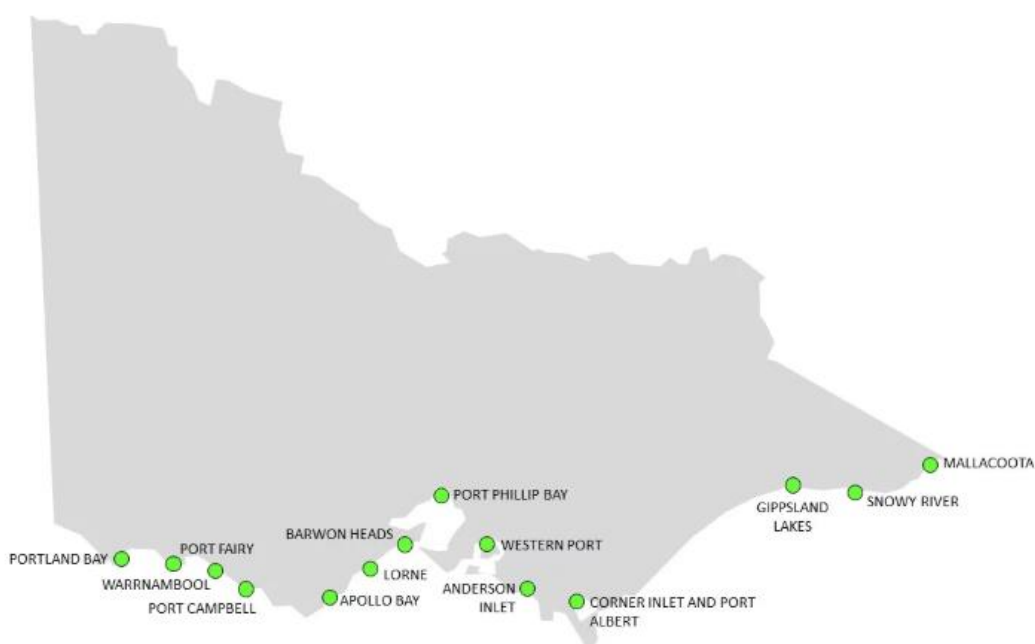 MALLACOOTA
PORT PHILLIP BAY
SNOWY RIVER
GIPPSLAND
LAKES
BARWON HEADS
WESTERN PORT
PORT FAIRY
PORTLAND BAY
LORNE
WARRNAMBOOL
ANDERSON
INLET
APOLLO BAY
CORNER INLET AND PORT
ALBERT
PORT CAMPBELL